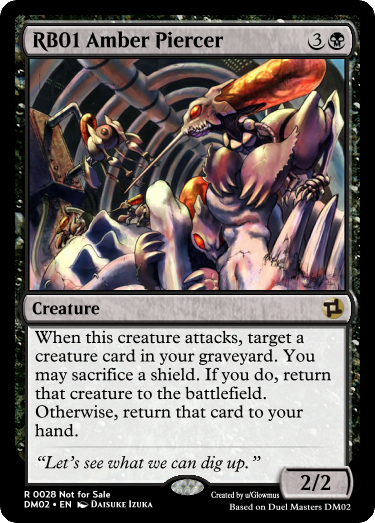 RB01 Amber Piercer 3
Creature
When this creature attacks, target a
creature card in your graveyard. You
may sacrifice a shield. If you do, return
that creature to the battlefield.
Otherwise, return that card to your
hand.
“Let’s see what we can dig up.”
2/2
R 0028 Not for Sale
DM02 • EN Daisuke Izuka
Created by u/Glowmus
Based on Duel Masters DM02